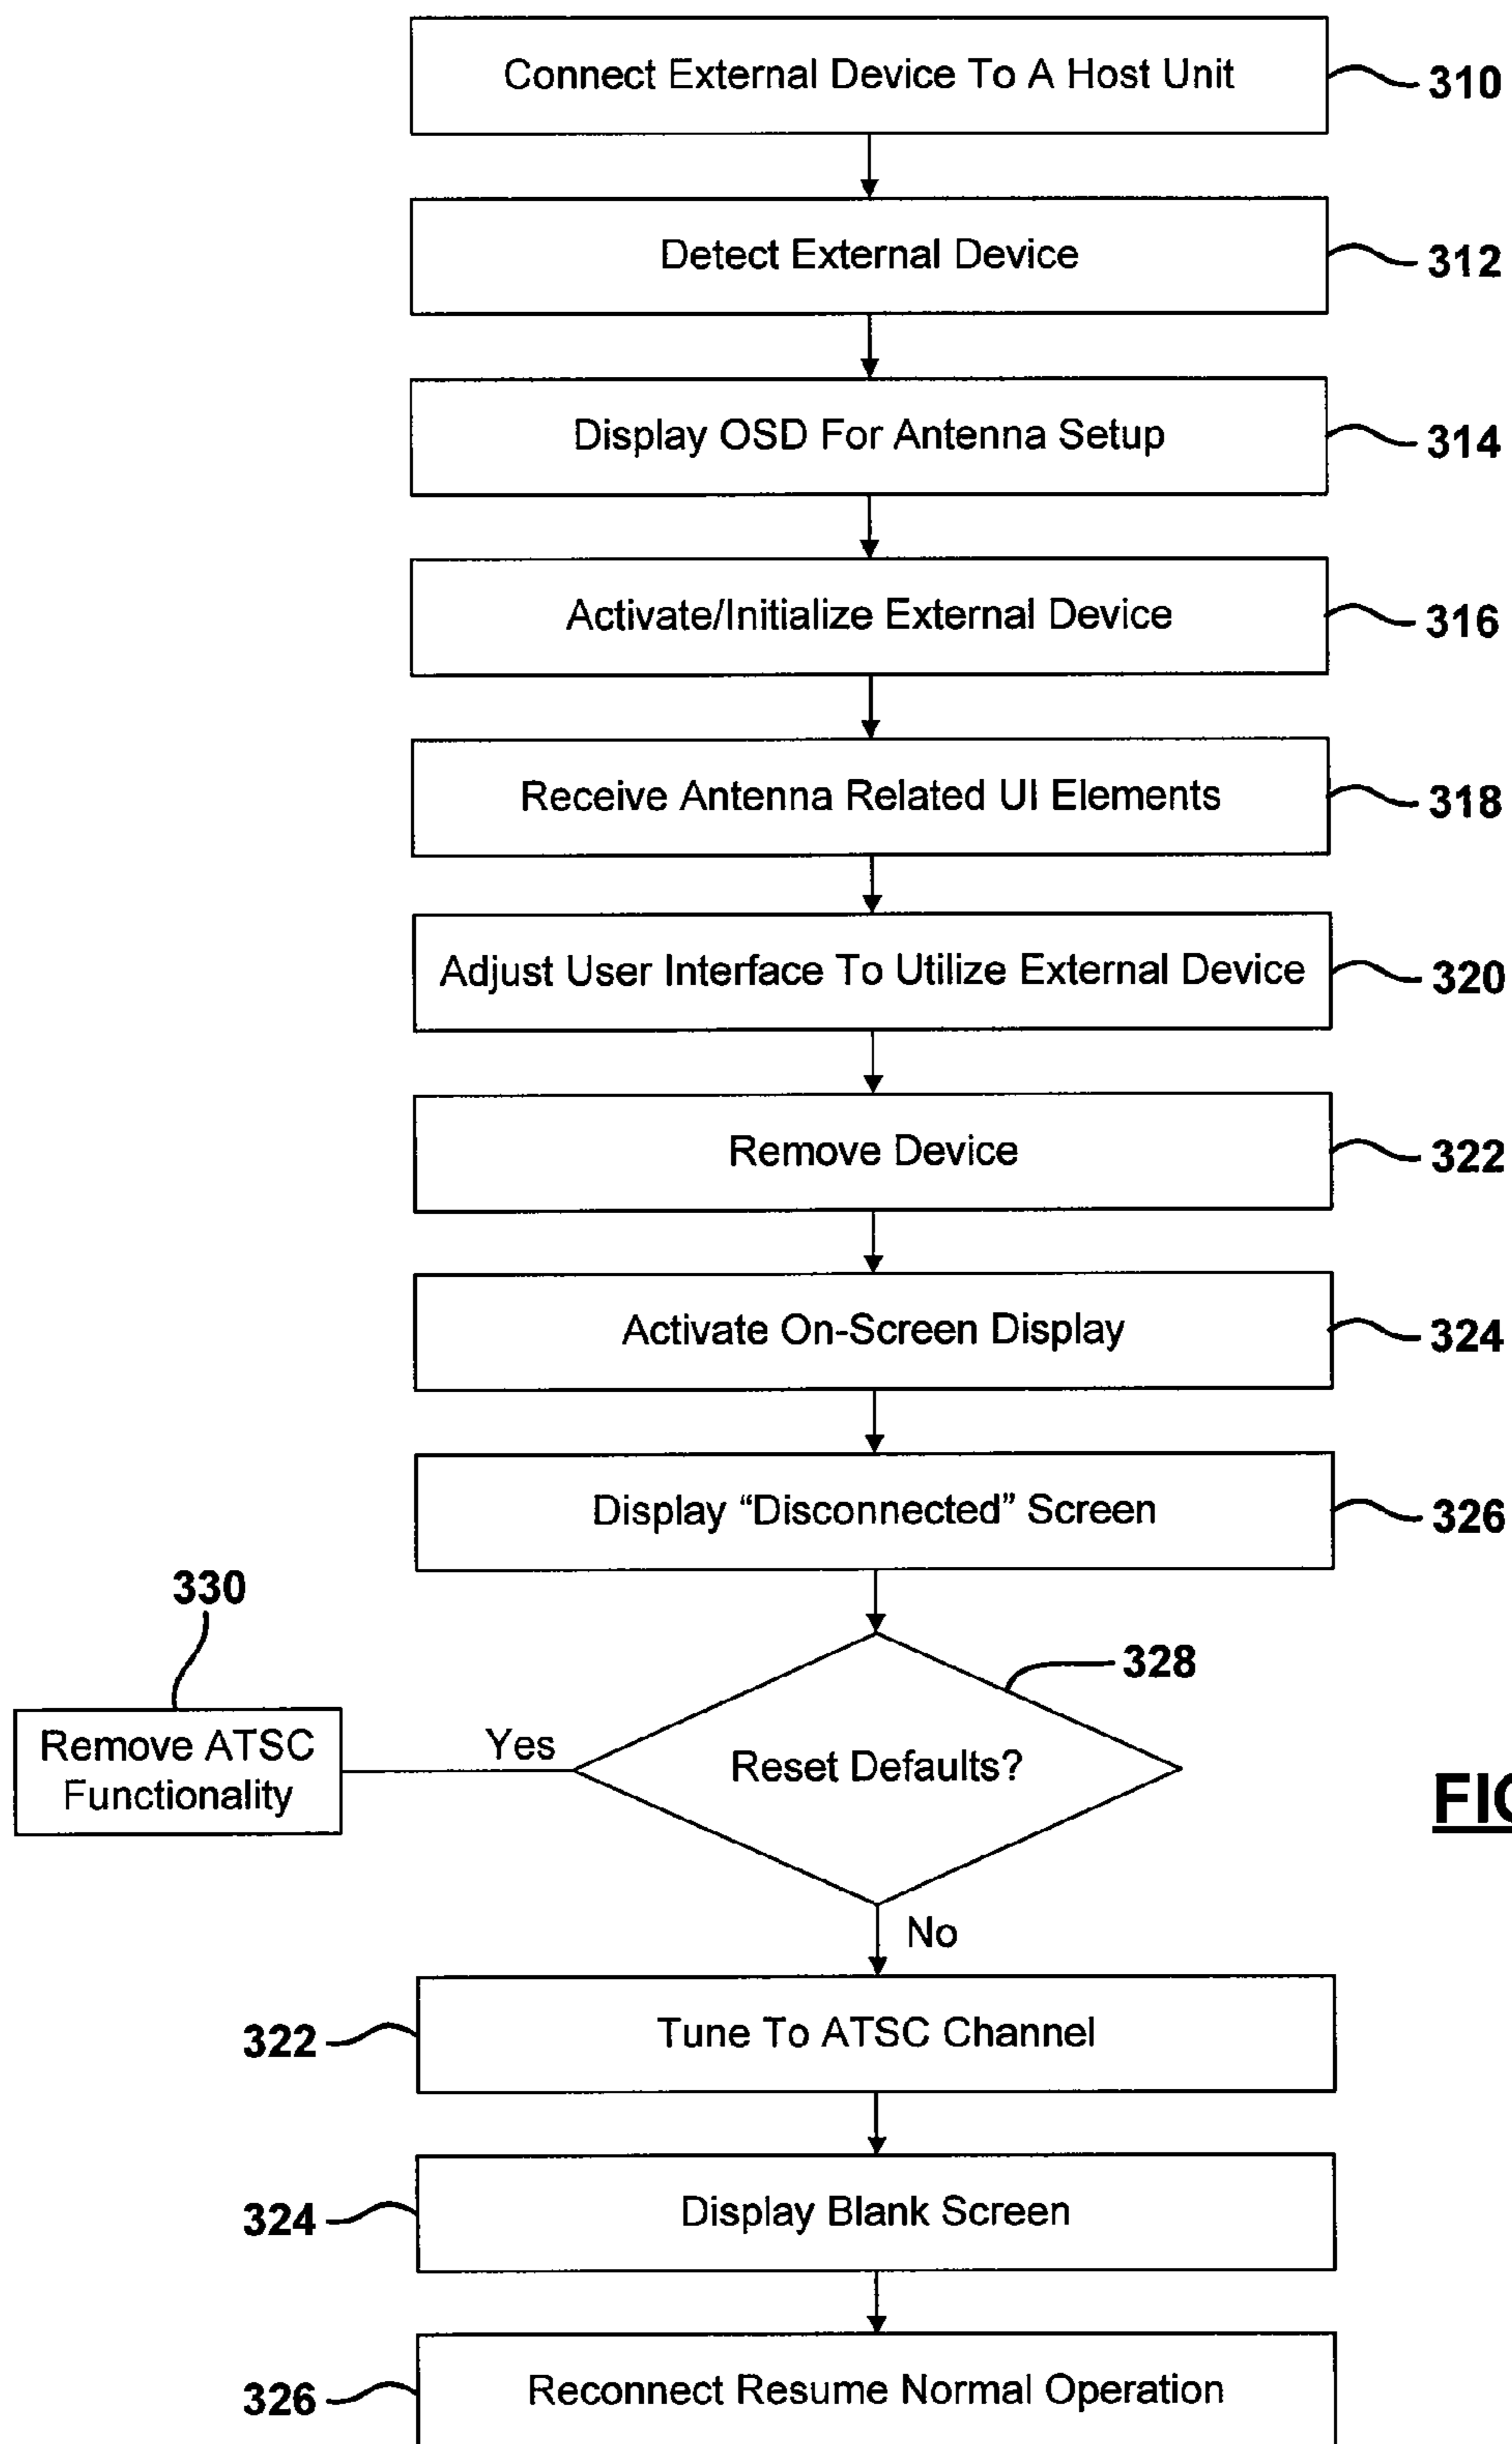 Connect External Device To A Host Unit
310
Detect External Device
312
Display OSD For Antenna Setup
314
Activate/Initialize External Device
316
Receive Antenna Related UI Elements
318
Adjust User Interface To Utilize External Device
320
Remove Device
322
Activate On-Screen Display
324
Display “Disconnected” Screen
326
330
328
Remove ATSC
Functionality
Yes
Reset Defaults?
No
322
Tune To ATSC Channel
324
Display Blank Screen
326
Reconnect Resume Normal Operation